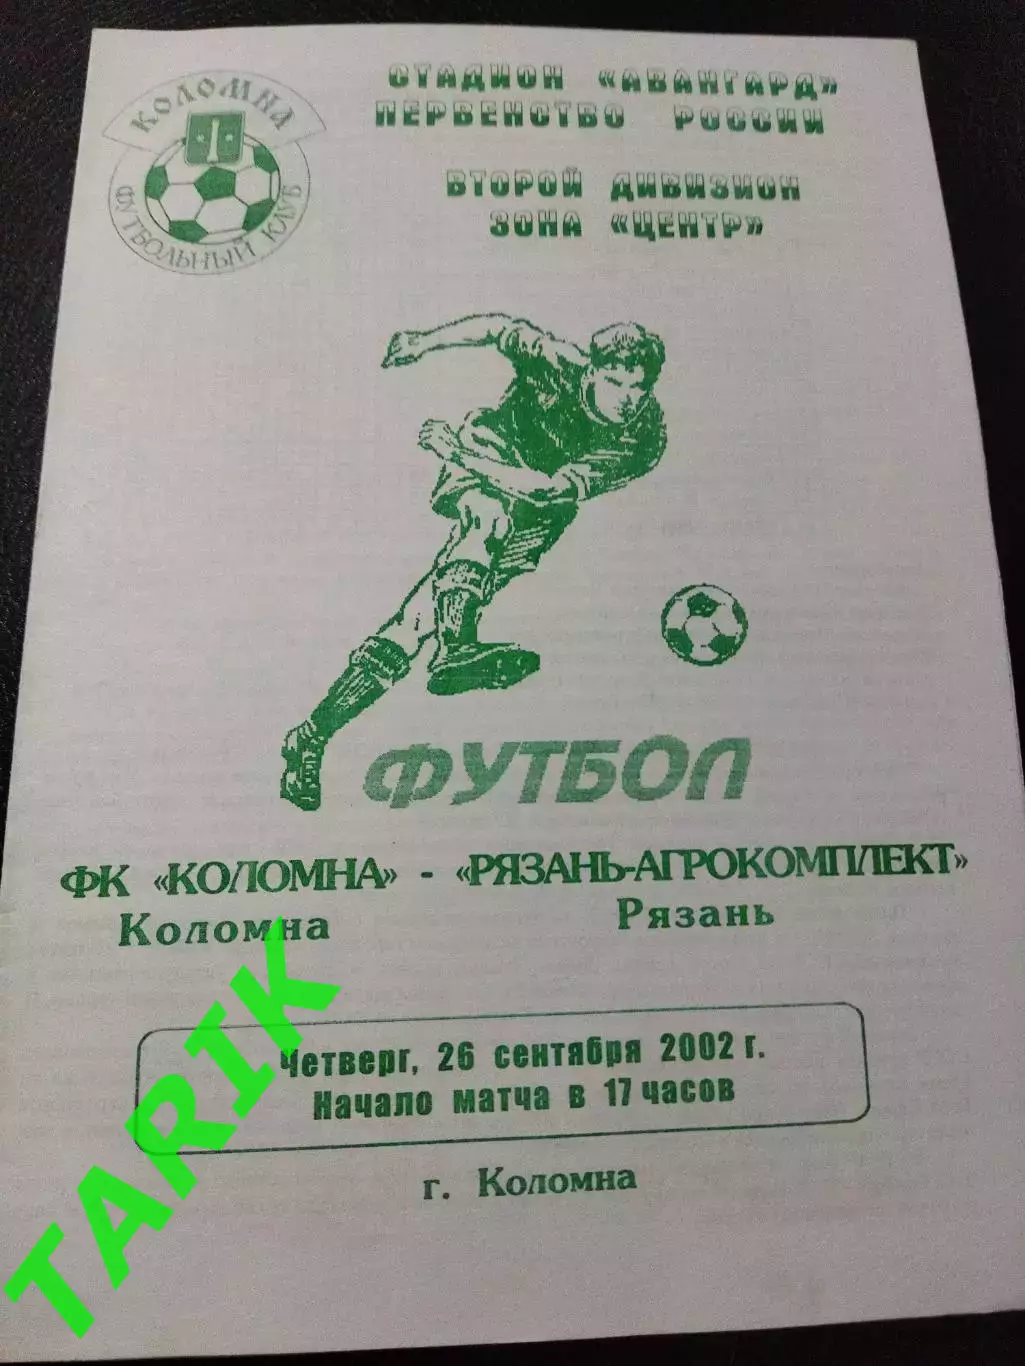 КОЛОМНА
ФУТБОЛЬНЫЙ КЛУБ
СТАДИОН «АВАНГАРД»
ПЕРВЕНСТВО РОССИИ
ВТОРОЙ ДИВИЗИОН
ЗОНА «ЦЕНТР»
ФУТБОЛ
ФК «КОЛОМНА» - «РЯЗАНЬ-АГРОКОМПЛЕКТ»
Коломна Рязань
Четверг, 26 сентября 2002 г.
Начало матча в 17 часов
г. Коломна
TARIK